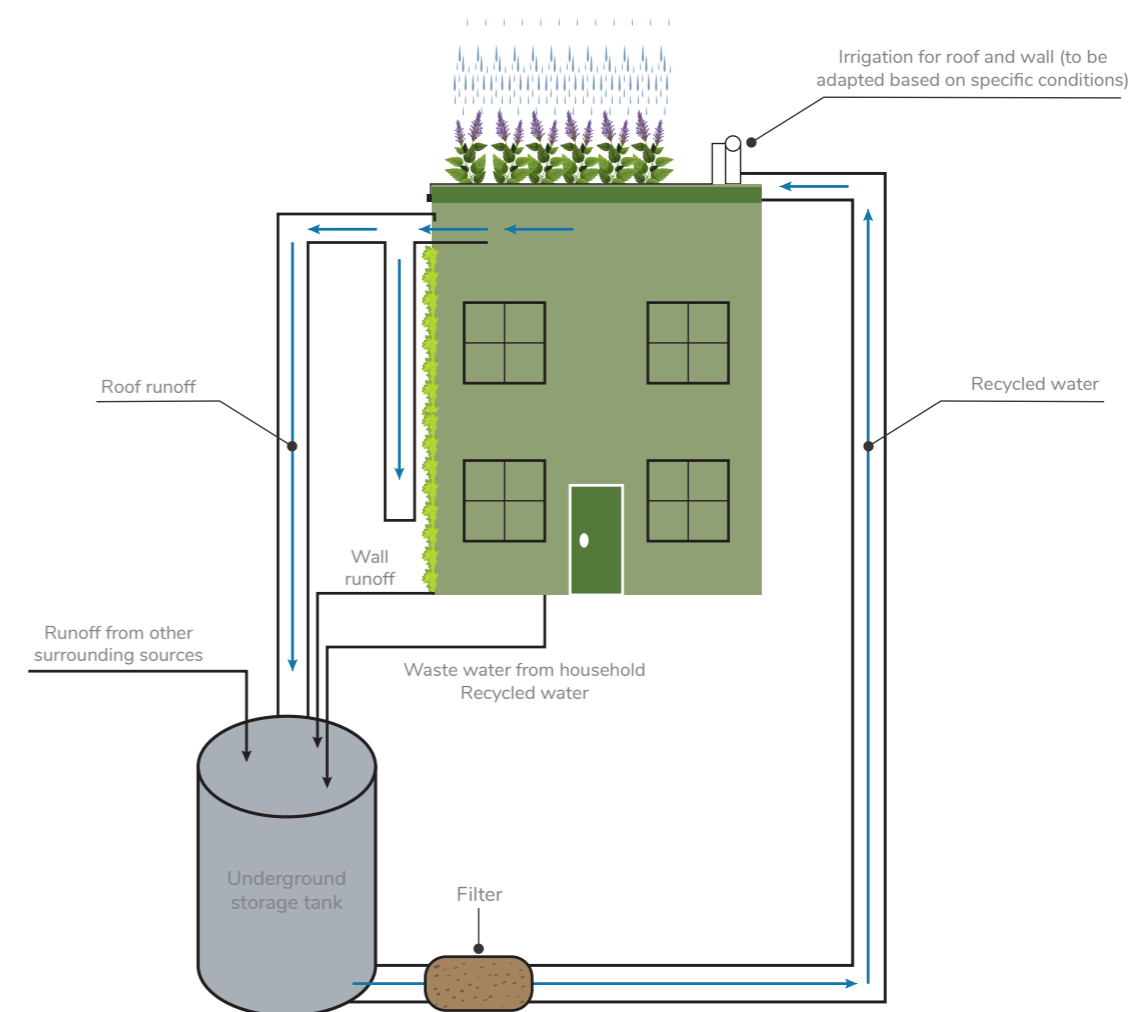 Irrigation for roof and wall (to be
adapted based on specific conditions)
Roof runoff
Recycled water
Wall
runoff
Runoff from other
surrounding sources
Waste water from household
Recycled water
Underground
storage tank
Filter